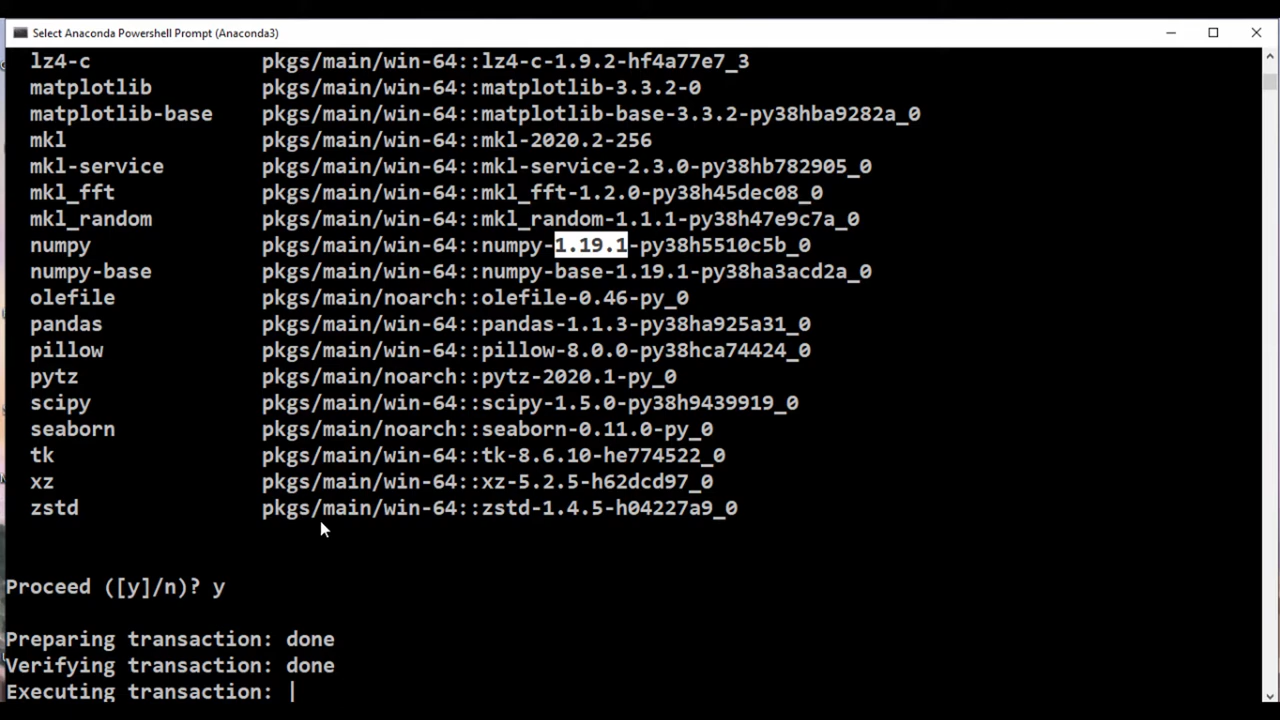 Select Anaconda Powershell Prompt (Anaconda3)
lz4-c pkgs/main/win-64::lz4-c-1.9.2-hf4a77e7_3
matplotlib pkgs/main/win-64::matplotlib-3.3.2-0
matplotlib-base pkgs/main/win-64::matplotlib-base-3.3.2-py38hba9282a_0
mkl pkgs/main/win-64::mkl-2020.2-256
mkl-service pkgs/main/win-64::mkl-service-2.3.0-py38hb782905_0
mkl_fft pkgs/main/win-64::mkl_fft-1.2.0-py38h45dec08_0
mkl_random pkgs/main/win-64::mkl_random-1.1.1-py38h47e9c7a_0
numpy pkgs/main/win-64::numpy-1.19.1-py38h5510c5b_0
numpy-base pkgs/main/win-64::numpy-base-1.19.1-py38ha3acd2a_0
olefile pkgs/main/noarch::olefile-0.46-py_0
pandas pkgs/main/win-64::pandas-1.1.3-py38ha925a31_0
pillow pkgs/main/win-64::pillow-8.0.0-py38hca74424_0
pytz pkgs/main/noarch::pytz-2020.1-py_0
scipy pkgs/main/win-64::scipy-1.5.0-py38h9439919_0
seaborn pkgs/main/noarch::seaborn-0.11.0-py_0
tk pkgs/main/win-64::tk-8.6.10-he774522_0
xz pkgs/main/win-64::xz-5.2.5-h62dcd97_0
zstd pkgs/main/win-64::zstd-1.4.5-h04227a9_0
Proceed ([y]/n)? y
Preparing transaction: done
Verifying transaction: done
Executing transaction: |